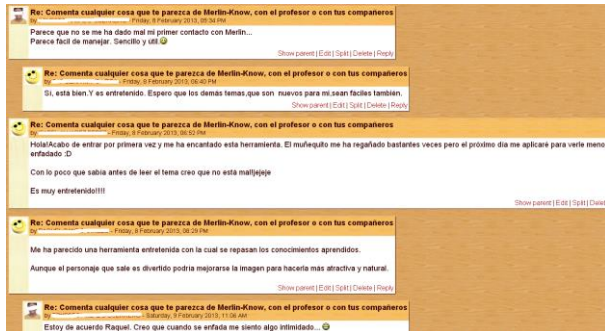 Re: Comenta cualquier cosa que te parezca de Merlin-Know, con el profesor o con tus compañeros
by - Friday, 8 February 2013, 05:34 PM
Parece que no se me ha dado mal mi primer contacto con Merlin...
Parece facil de manejar. Sencillo y útil
Show parent | Edit | Split | Delete | Reply
Re: Comenta cualquier cosa que te parezca de Merlin-Know, con el profesor o con tus compañeros
by - Friday, 8 February 2013, 06:40 PM
Si, está bien.Y es entretenido. Espero que los demás temas,que son nuevos para mi,sean fáciles tambien.
Show parent | Edit | Split | Delete | Reply
Re: Comenta cualquier cosa que te parezca de Merlin-Know, con el profesor o con tus compañeros
by - Friday, 8 February 2013, 06:52 PM
Hola!Acabo de entrar por primera vez y me ha encantado esta herramienta. El muñequito me ha regañado bastantes veces pero el próximo dia me aplicaré para verle meno
enfadado :D
Con lo poco que sabia antes de leer el tema creo que no está mal!jejeje
Es muy entretenido!!!!!
Show parent | Edit | Split | Delet
Re: Comenta cualquier cosa que te parezca de Merlin-Know, con el profesor o con tus compañeros
by - Friday, 8 February 2013, 08:29 PM
Me ha parecido una herramienta entretenida con la cual se repasan los conocimientos aprendidos.
Aunque el personaje que sale es divertido podria mejorarse la imagen para hacerla más atractiva y natural.
Show parent | Edit | Split | Delete | Reply
Re: Comenta cualquier cosa que te parezca de Merlin-Know, con el profesor o con tus compañeros
by - Saturday, 9 February 2013, 11:06 AM
Estoy de acuerdo Raquel. Creo que cuando se enfada me siento algo intimidado...